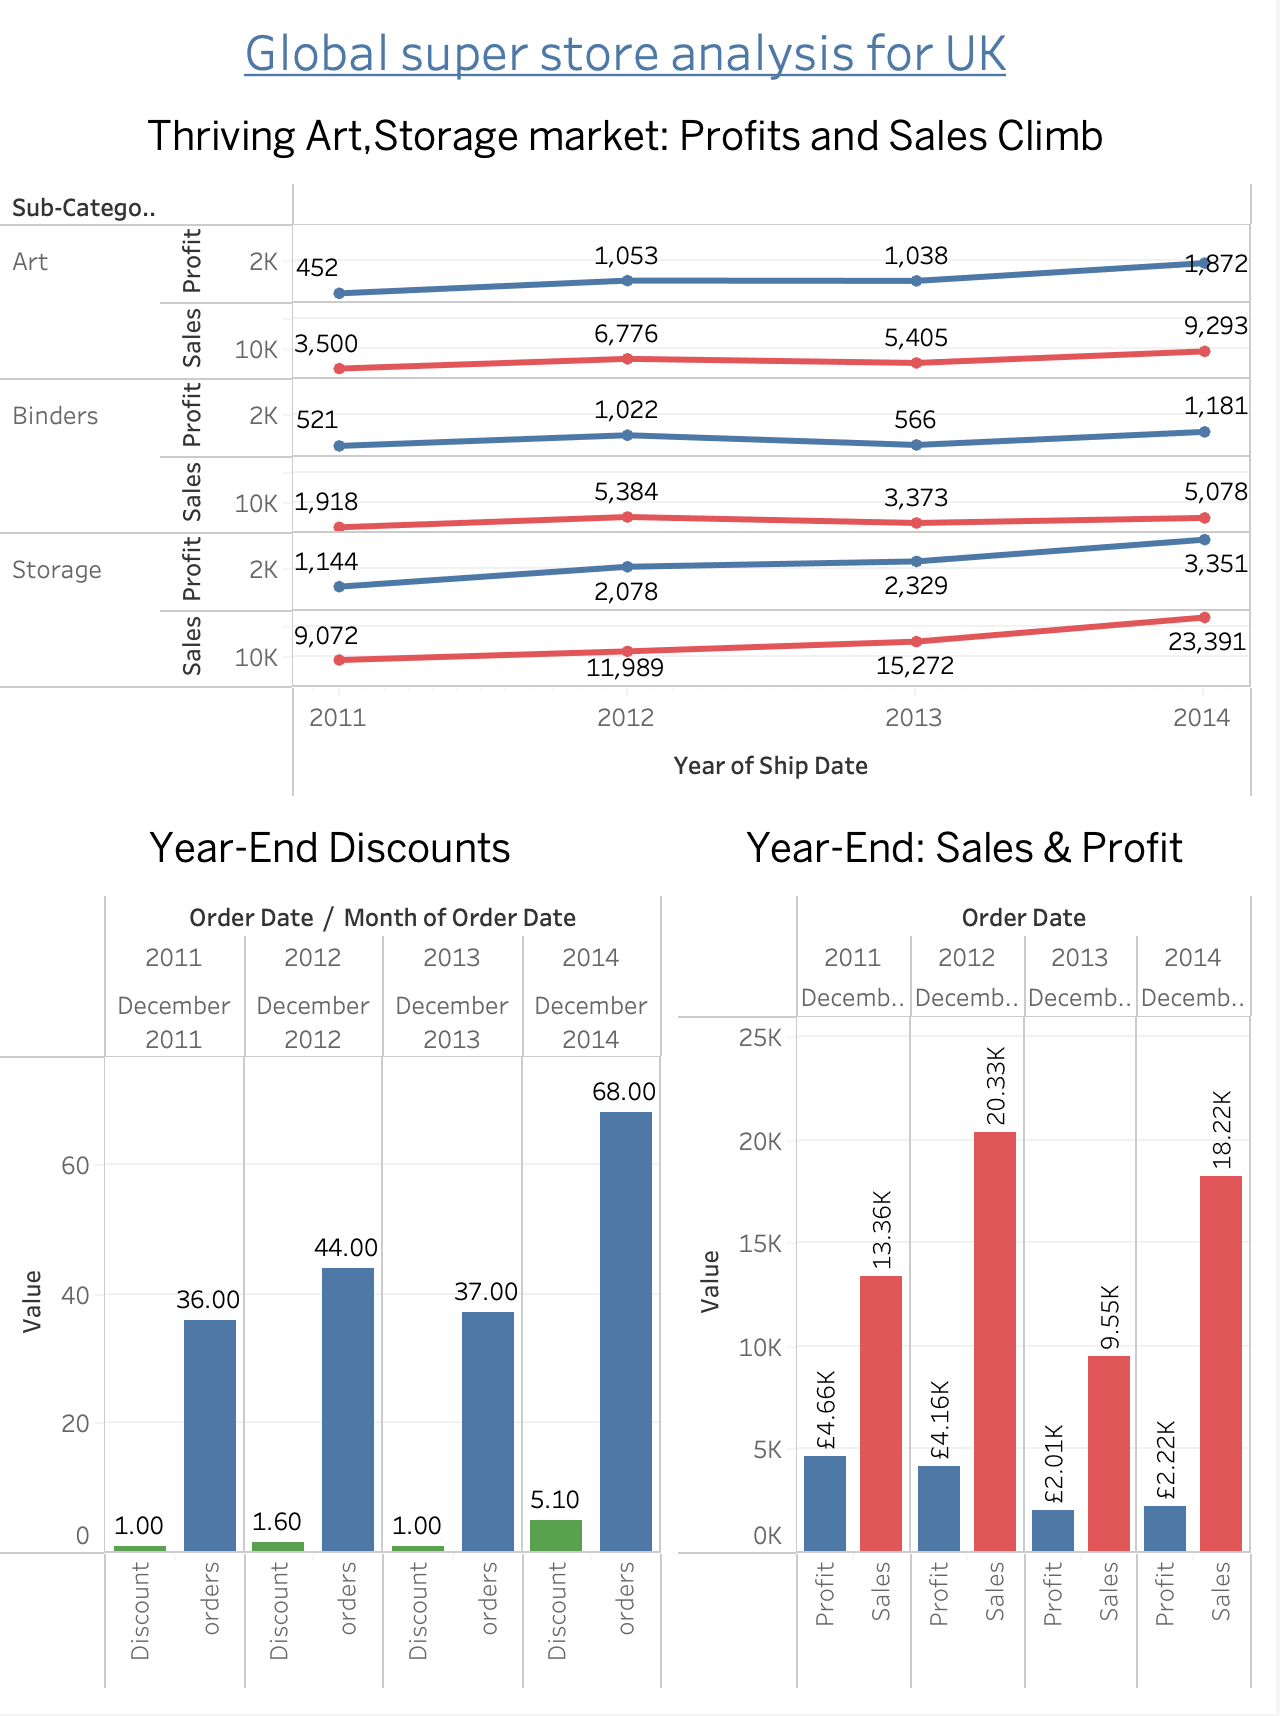 Global super store analysis for UK
Thriving Art,Storage market: Profits and Sales Climb
Sub-Catego..
Art
Profit
2K
452
1,053
1,038
1,872
Sales
10K
3,500
6,776
5,405
9,293
Binders
Profit
2K
521
1,022
566
1,181
Sales
10K
1,918
5,384
3,373
5,078
Storage
Profit
2K
1,144
2,078
2,329
3,351
Sales
10K
9,072
11,989
15,272
23,391
2011 2012 2013 2014
Year of Ship Date
Year-End Discounts
Order Date / Month of Order Date
2011 2012 2013 2014
December December December December
2011 2012 2013 2014
Value
60
40
20
0
1.00
36.00
1.60
44.00
1.00
37.00
5.10
68.00
Discount orders Discount orders Discount orders Discount orders
Year-End: Sales & Profit
Order Date
2011 2012 2013 2014
Decemb.. Decemb.. Decemb.. Decemb..
Value
25K
20K
15K
10K
5K
0K
£4.66K
13.36K
£4.16K
20.33K
£2.01K
9.55K
£2.22K
18.22K
Profit Sales Profit Sales Profit Sales Profit Sales